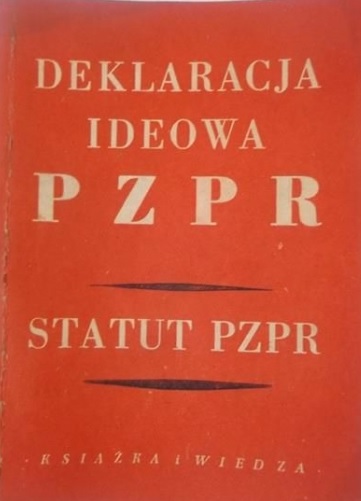 DEKLARACJA
IDEOWA
PZPR
STATUT PZPR
· KSIĄŻKA i WIEDZA ·